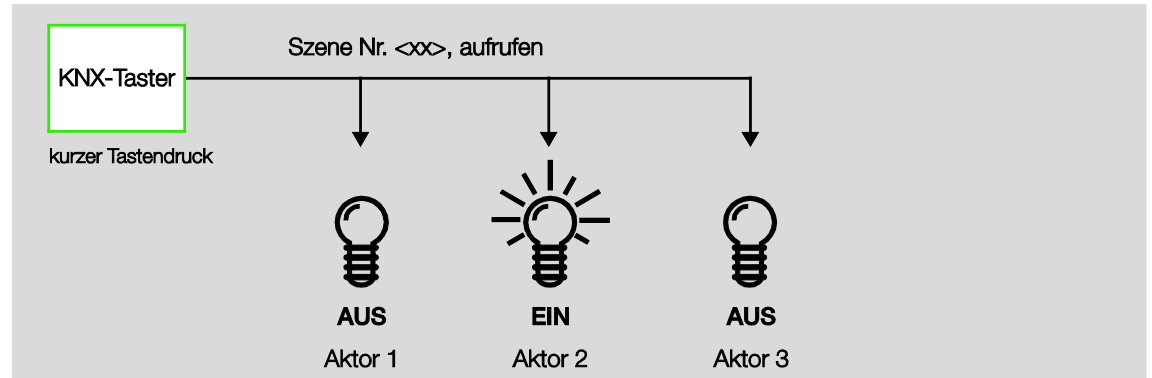 Szene Nr. <xx>, aufrufen
KNX-Taster
kurzer Tastendruck
AUS EIN AUS
Aktor 1 Aktor 2 Aktor 3